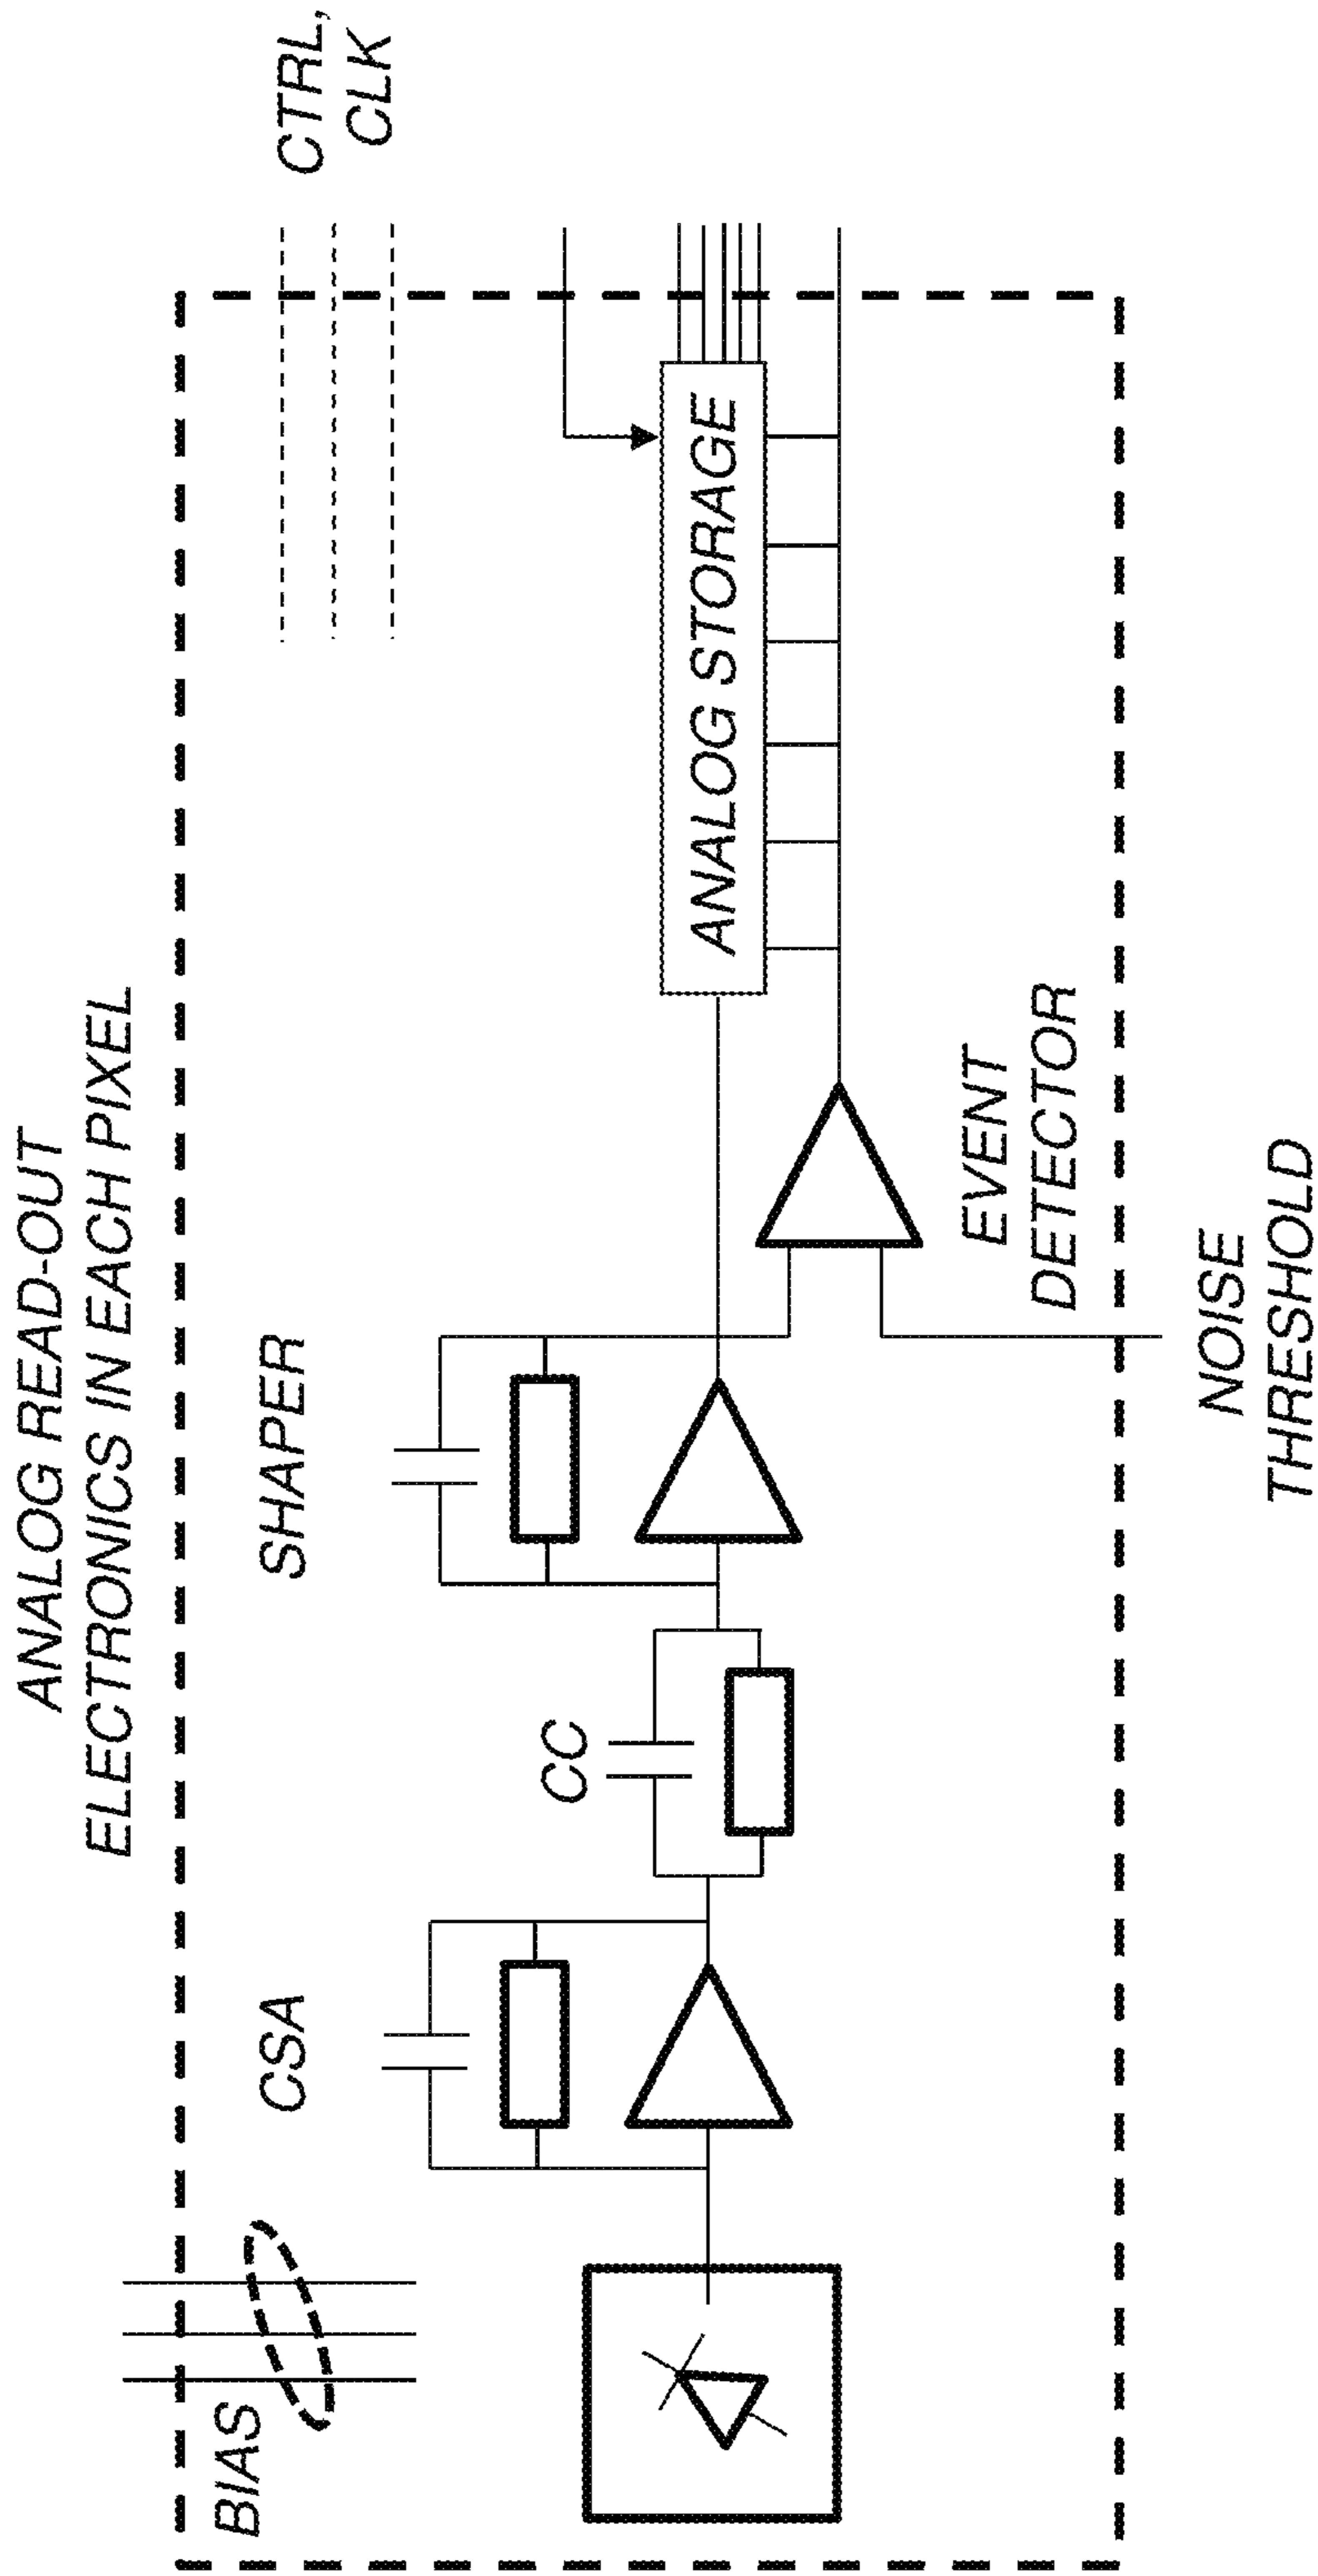 ANALOG READ-OUT
ELECTRONICS IN EACH PIXEL
BIAS
CSA
CC
SHAPER
CTRL,
CLK
ANALOG STORAGE
EVENT
DETECTOR
NOISE
THRESHOLD